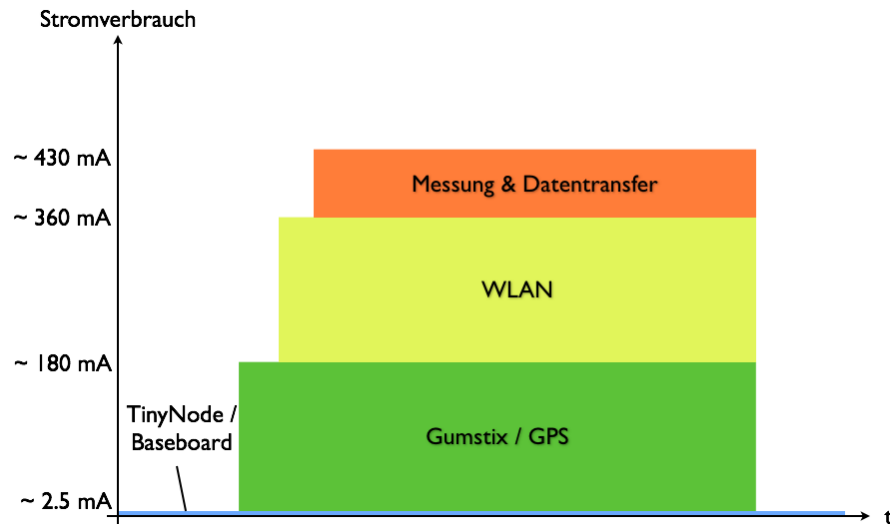 Stromverbrauch
~ 430 mA
Messung & Datentransfer
~ 360 mA
WLAN
~ 180 mA
TinyNode /
Baseboard
Gumstix / GPS
~ 2.5 mA
t